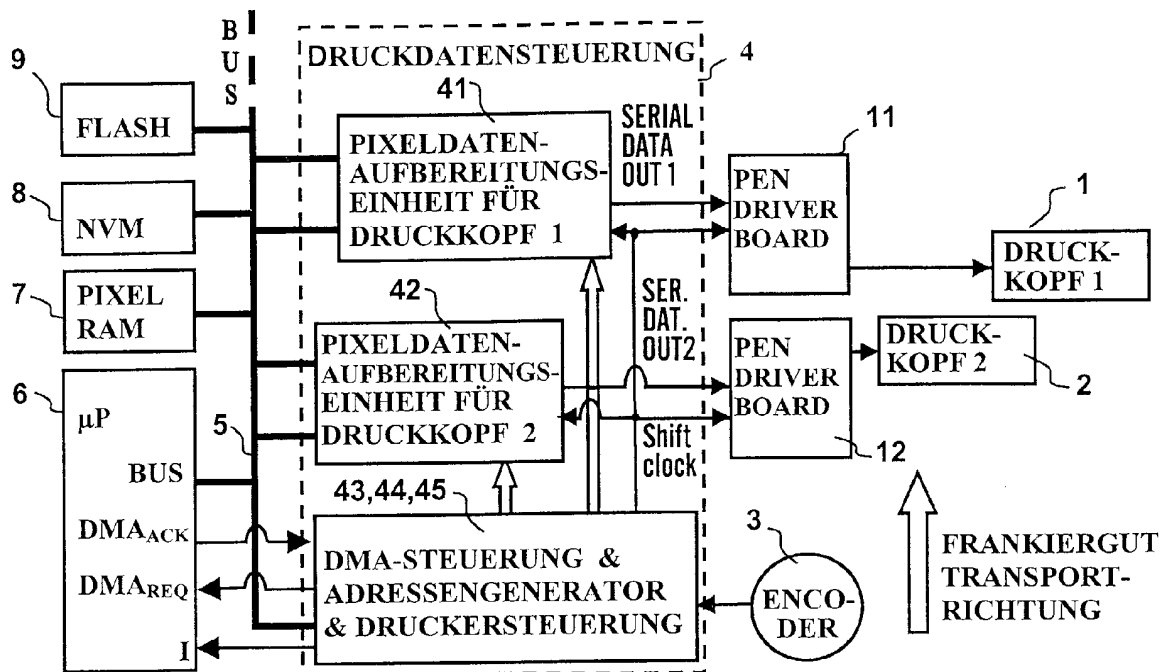 B
U
S
DRUCKDATENSTEUERUNG
4
9
FLASH
8
NVM
7
PIXEL
RAM
6
µP
BUS
DMAACK
DMAREQ
I
5
41
PIXELDATEN-
AUFBEREITUNGS-
EINHEIT FÜR
DRUCKKOPF 1
SERIAL
DATA
OUT 1
11
PEN
DRIVER
BOARD
1
DRUCK-
KOPF 1
42
PIXELDATEN-
AUFBEREITUNGS-
EINHEIT FÜR
DRUCKKOPF 2
SER.
DAT.
OUT2
Shift
clock
PEN
DRIVER
BOARD
12
DRUCK-
KOPF 2
2
43,44,45
DMA-STEUERUNG &
ADRESSENGENERATOR
& DRUCKERSTEUERUNG
3
ENCO-
DER
FRANKIERGUT
TRANSPORT-
RICHTUNG